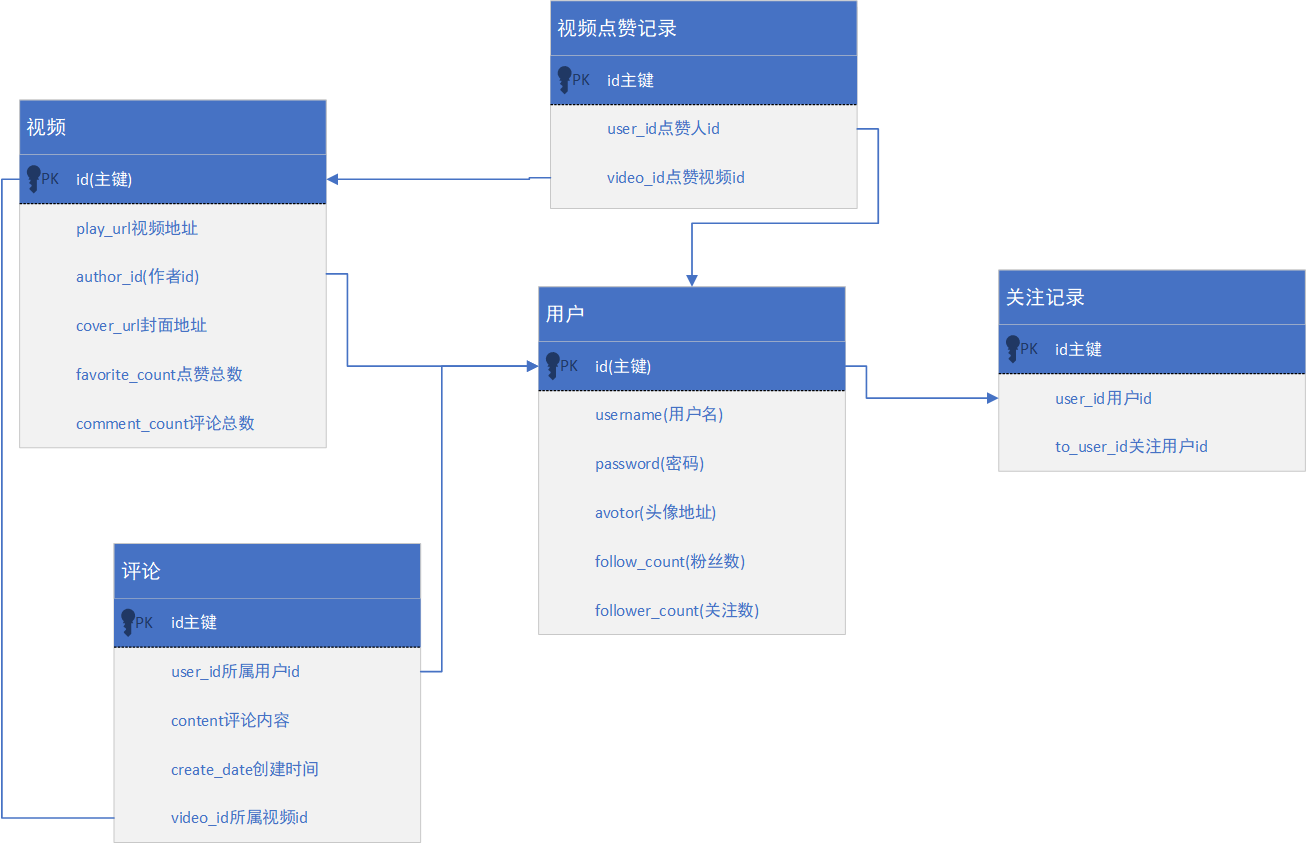 视频点赞记录
PK id主键
user_id点赞人id
video_id点赞视频id
视频
PK id(主键)
play_url视频地址
author_id(作者id)
cover_url封面地址
favorite_count点赞总数
comment_count评论总数
用户
PK id(主键)
username(用户名)
password(密码)
avotor(头像地址)
follow_count(粉丝数)
follower_count(关注数)
关注记录
PK id主键
user_id用户id
to_user_id关注用户id
评论
PK id主键
user_id所属用户id
content评论内容
create_date创建时间
video_id所属视频id